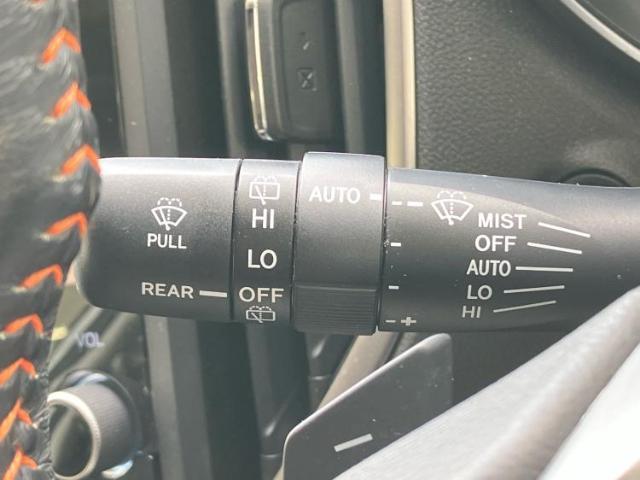 PULL
REAR
HI
LO
OFF
AUTO
- +
MIST
OFF
AUTO
LO
HI
VOL